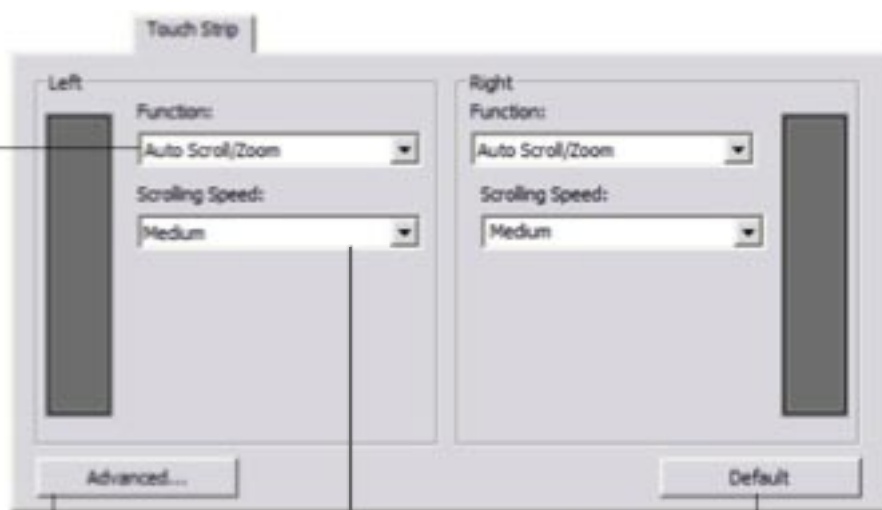 Touch Strip
Left
Function:
Auto Scroll/Zoom
Scrolling Speed:
Medium
Right
Function:
Auto Scroll/Zoom
Scrolling Speed:
Medium
Advanced...
Default